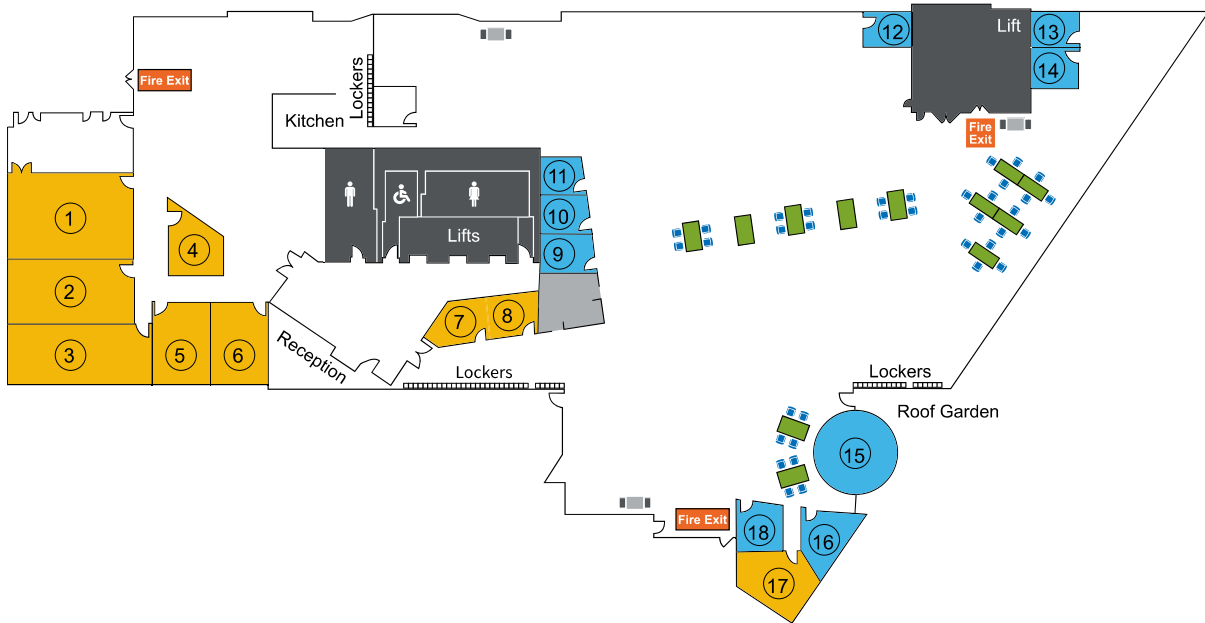 12
Lift
13
14
Fire Exit
Lockers
Kitchen
Fire
Exit
11
10
9
Lifts
1
2
3
4
5
6
7
8
Reception
Lockers
Lockers
Roof Garden
15
Fire Exit
18
16
17